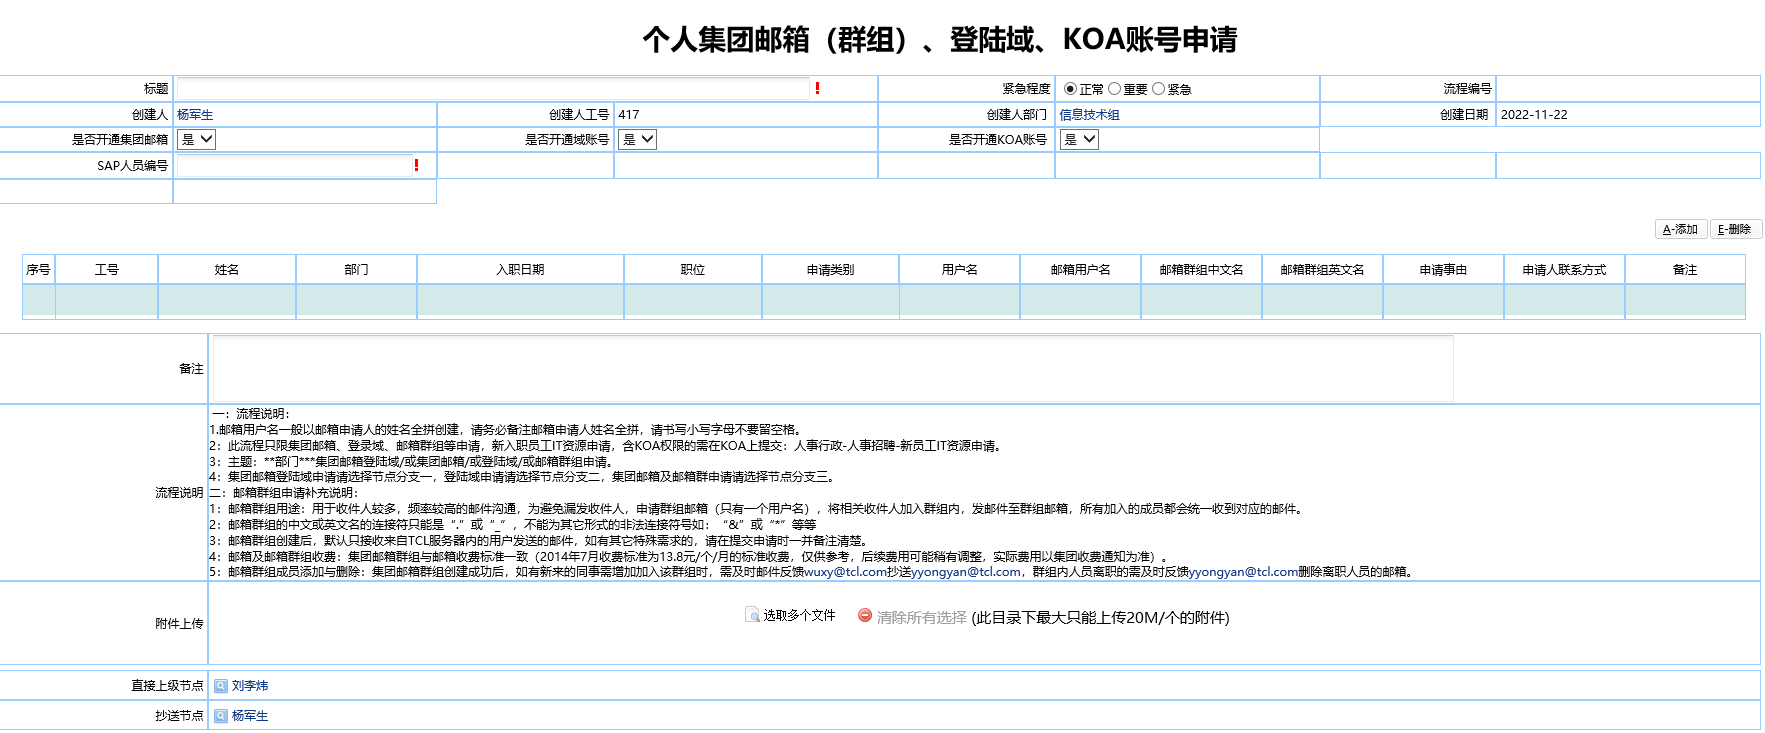 个人集团邮箱（群组）、登陆域、KOA账号申请
标题 ! 紧急程度 正常 重要 紧急 流程编号
创建人 杨军生 创建人工号 417 创建人部门 信息技术组 创建日期 2022-11-22
是否开通集团邮箱 是 是否开通域账号 是 是否开通KOA账号 是
SAP人员编号 !
A-添加 E-删除
序号 工号 姓名 部门 入职日期 职位 申请类别 用户名 邮箱用户名 邮箱群组中文名 邮箱群组英文名 申请事由 申请人联系方式 备注
备注
流程说明
一：流程说明：
1.邮箱用户名一般以邮箱申请人的姓名全拼创建，请务必备注邮箱申请人姓名全拼，请书写小写字母不要留空格。
2：此流程只限集团邮箱、登录域、邮箱群组等申请，新入职员工IT资源申请，含KOA权限的需在KOA上提交：人事行政-人事招聘-新员工IT资源申请。
3：主题：**部门***集团邮箱登陆域/或集团邮箱/或登陆域/或邮箱群组申请。
4：集团邮箱登陆域申请请选择节点分支一，登陆域申请请选择节点分支二，集团邮箱及邮箱群申请请选择节点分支三。
二：邮箱群组申请补充说明：
1：邮箱群组用途：用于收件人较多，频率较高的邮件沟通，为避免漏发收件人，申请群组邮箱（只有一个用户名），将相关收件人加入群组内，发邮件至群组邮箱，所有加入的成员都会统一收到对应的邮件。
2：邮箱群组的中文或英文名的连接符只能是“.”或“_”，不能为其它形式的非法连接符号如：“&”或“*”等等
3：邮箱群组创建后，默认只接收来自TCL服务器内的用户发送的邮件，如有其它特殊需求的，请在提交申请时一并备注清楚。
4：邮箱及邮箱群组收费：集团邮箱群组与邮箱收费标准一致（2014年7月收费标准为13.8元/个/月的标准收费，仅供参考，后续费用可能稍有调整，实际费用以集团收费通知为准）。
5：邮箱群组成员添加与删除：集团邮箱群组创建成功后，如有新来的同事需增加加入该群组时，需及时邮件反馈wuxy@tcl.com抄送yyongyan@tcl.com，群组内人员离职的需及时反馈yyongyan@tcl.com删除离职人员的邮箱。
附件上传 选取多个文件 清除所有选择 (此目录下最大只能上传20M/个的附件)
直接上级节点 刘李炜
抄送节点 杨军生